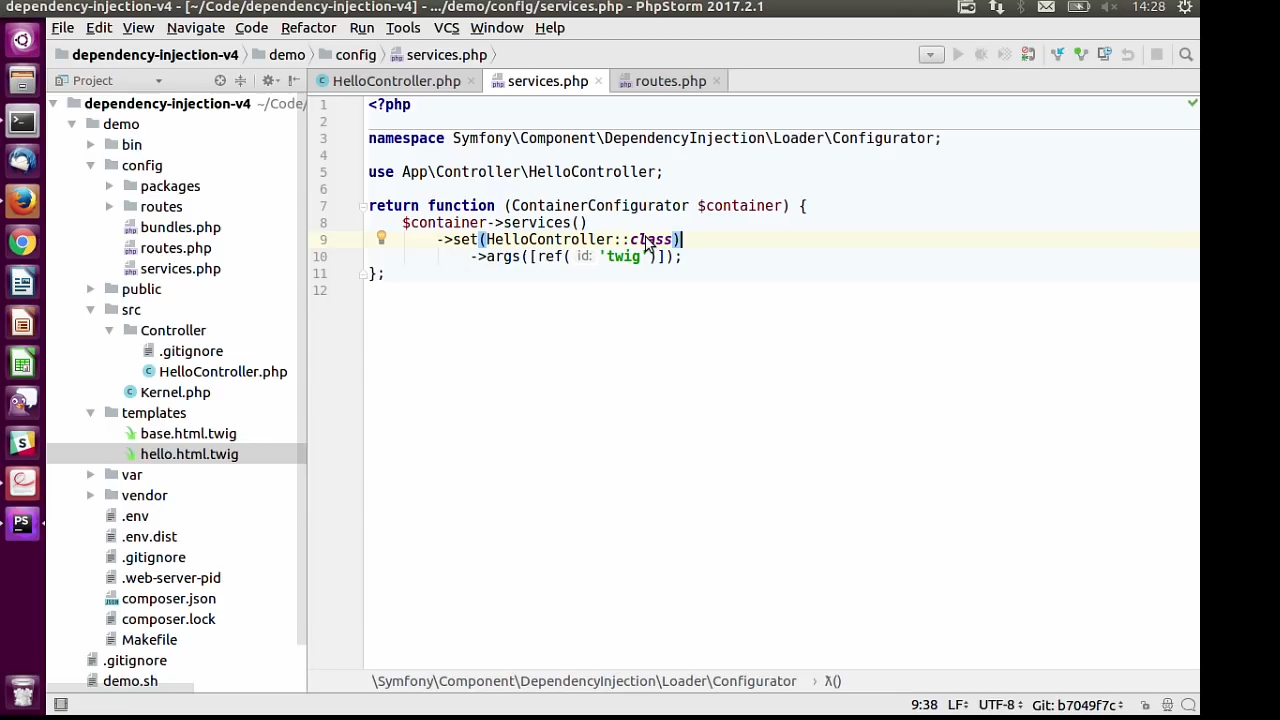 dependency-injection-v4 - [~/Code/dependency-injection-v4] - .../demo/config/services.php - PhpStorm 2017.2.1
14:28
File Edit View Navigate Code Refactor Run Tools VCS Window Help
dependency-injection-v4 demo config services.php
Project
HelloController.php services.php routes.php
dependency-injection-v4 ~/Code/
demo
bin
config
packages
routes
bundles.php
routes.php
services.php
public
src
Controller
.gitignore
HelloController.php
Kernel.php
templates
base.html.twig
hello.html.twig
var
vendor
.env
.env.dist
.gitignore
.web-server-pid
composer.json
composer.lock
Makefile
.gitignore
demo.sh
1 <?php
2
3 namespace Symfony\Component\DependencyInjection\Loader\Configurator;
4
5 use App\Controller\HelloController;
6
7 return function (ContainerConfigurator $container) {
8 $container->services()
9 ->set(HelloController::class)
10 ->args([ref( id: 'twig')]);
11 };
12
\Symfony\Component\DependencyInjection\Loader\Configurator › λ()
9:38 LF÷ UTF-8÷ Git: b7049f7c÷